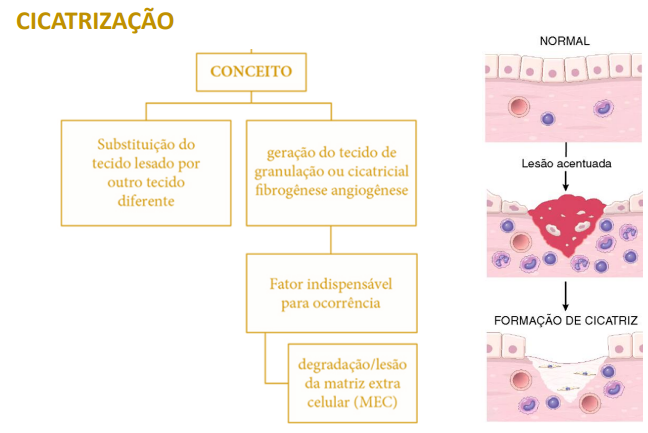 CICATRIZAÇÃO
CONCEITO
Substituição do
tecido lesado por
outro tecido
diferente
geração do tecido de
granulação ou cicatricial
fibrogênese angiogênese
Fator indispensável
para ocorrência
degradação/lesão
da matriz extra
celular (MEC)
NORMAL
Lesão acentuada
FORMAÇÃO DE CICATRIZ